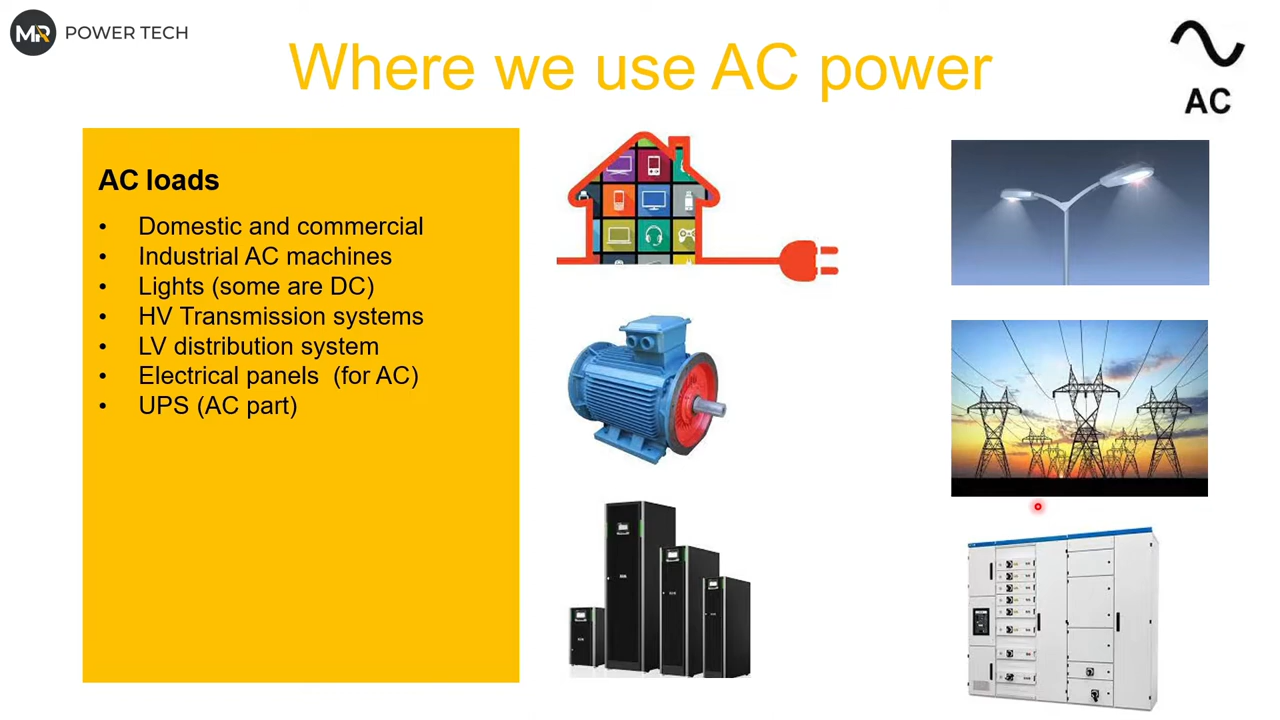 MR POWER TECH
Where we use AC power
AC
AC loads
• Domestic and commercial
• Industrial AC machines
• Lights (some are DC)
• HV Transmission systems
• LV distribution system
• Electrical panels  (for AC)
• UPS (AC part)